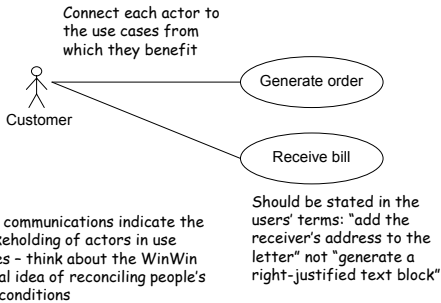 Connect each actor to
the use cases from
which they benefit
Generate order
Customer
Receive bill
communications indicate the
keholding of actors in use
es – think about the WinWin
al idea of reconciling people's
conditions
Should be stated in the
users' terms: "add the
receiver's address to the
letter" not "generate a
right-justified text block"